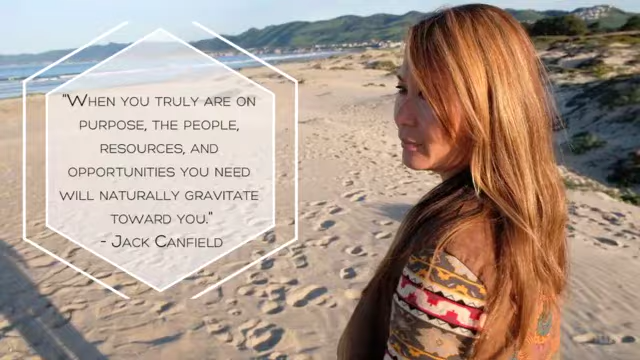 "When you truly are on
purpose, the people,
resources, and
opportunities you need
will naturally gravitate
toward you."
- Jack Canfield